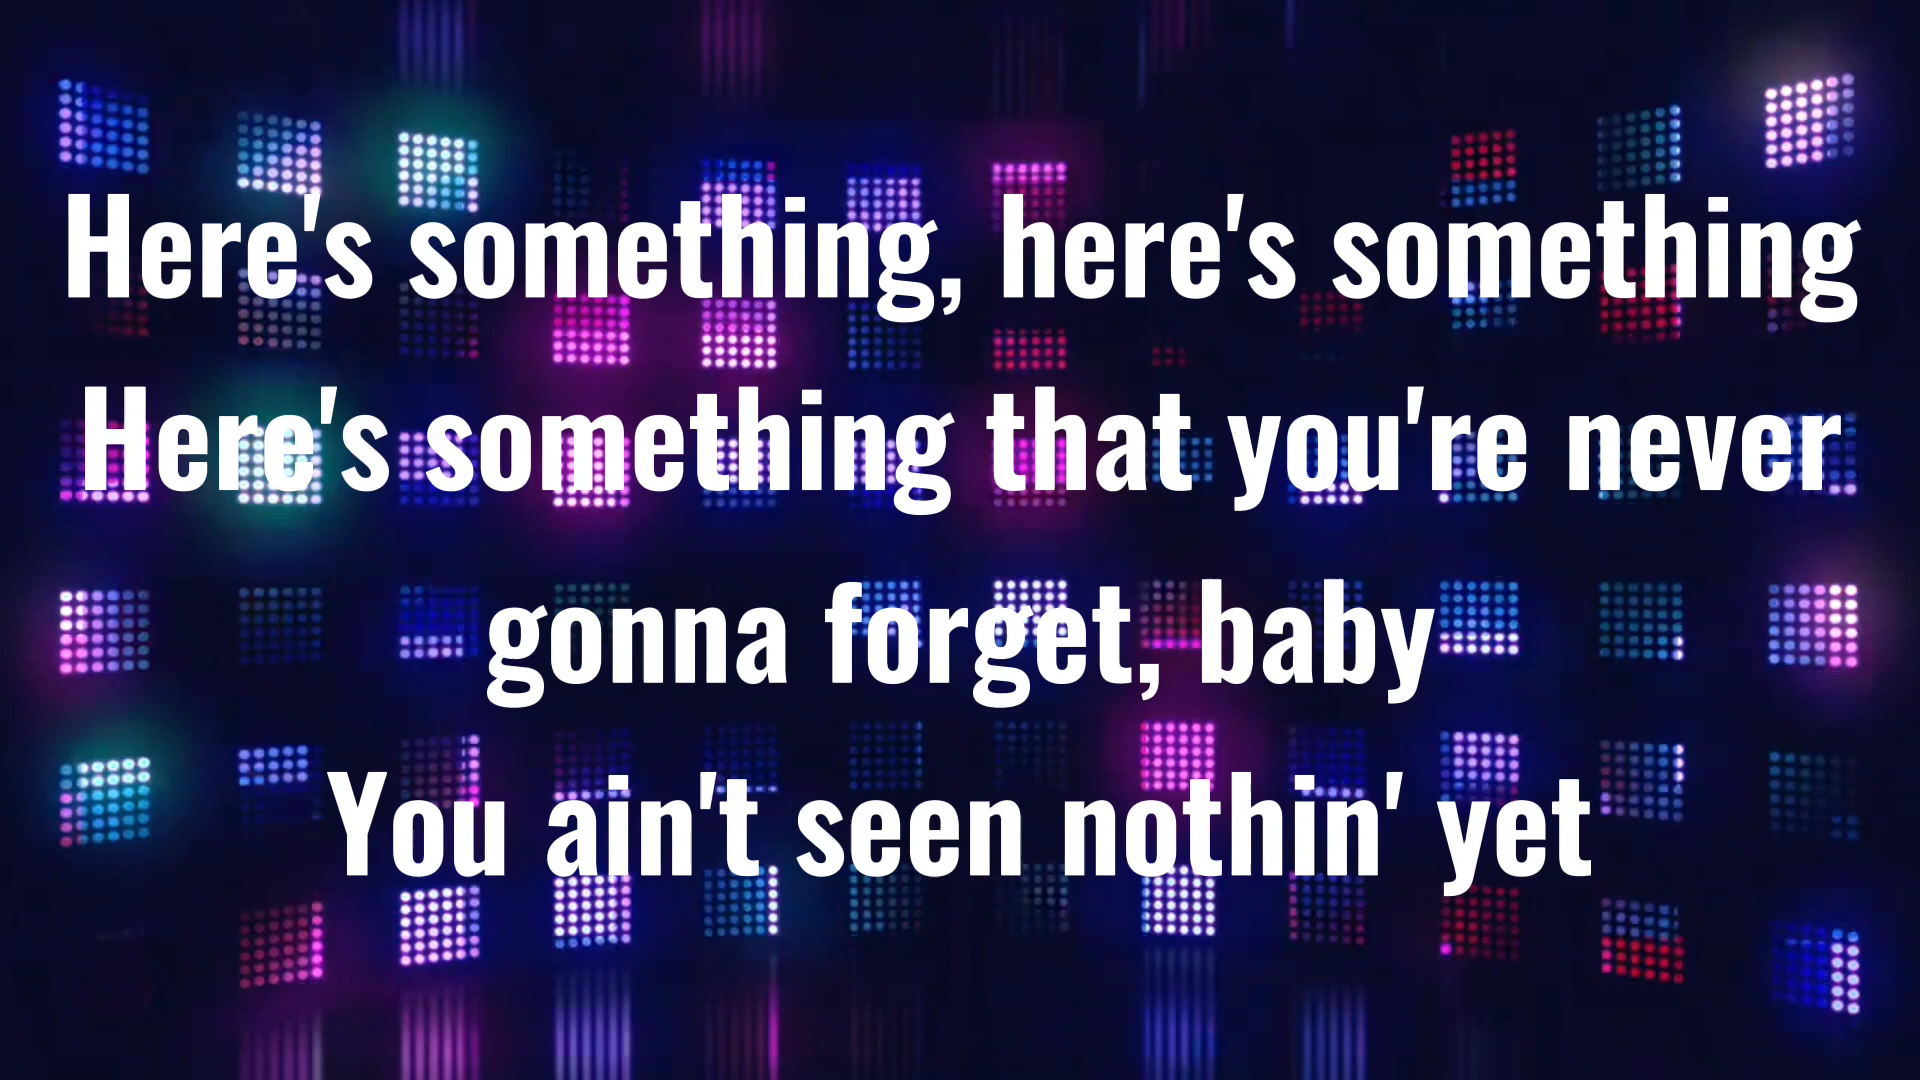 Here's something, here's something
Here's something that you're never
gonna forget, baby
You ain't seen nothin' yet